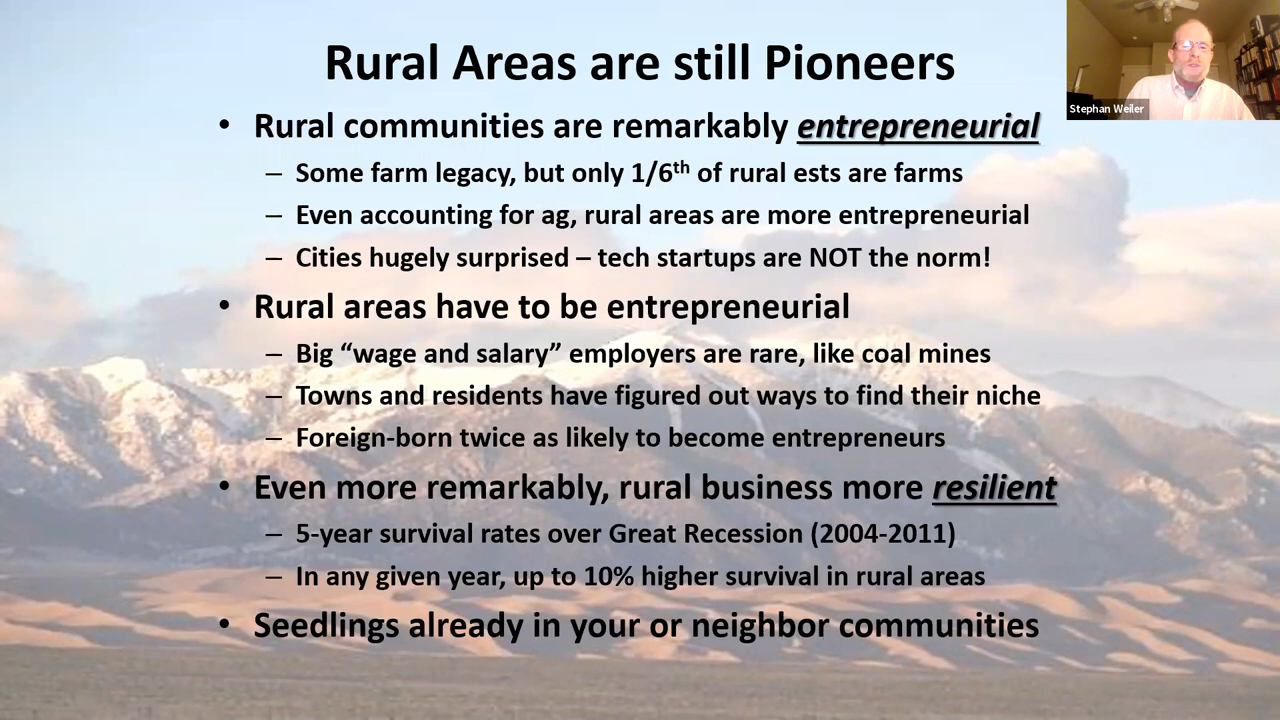 Rural Areas are still Pioneers
Stephan Weiler
• Rural communities are remarkably entrepreneurial
– Some farm legacy, but only 1/6th of rural ests are farms
– Even accounting for ag, rural areas are more entrepreneurial
– Cities hugely surprised – tech startups are NOT the norm!
• Rural areas have to be entrepreneurial
– Big “wage and salary” employers are rare, like coal mines
– Towns and residents have figured out ways to find their niche
– Foreign-born twice as likely to become entrepreneurs
• Even more remarkably, rural business more resilient
– 5-year survival rates over Great Recession (2004-2011)
– In any given year, up to 10% higher survival in rural areas
• Seedlings already in your or neighbor communities